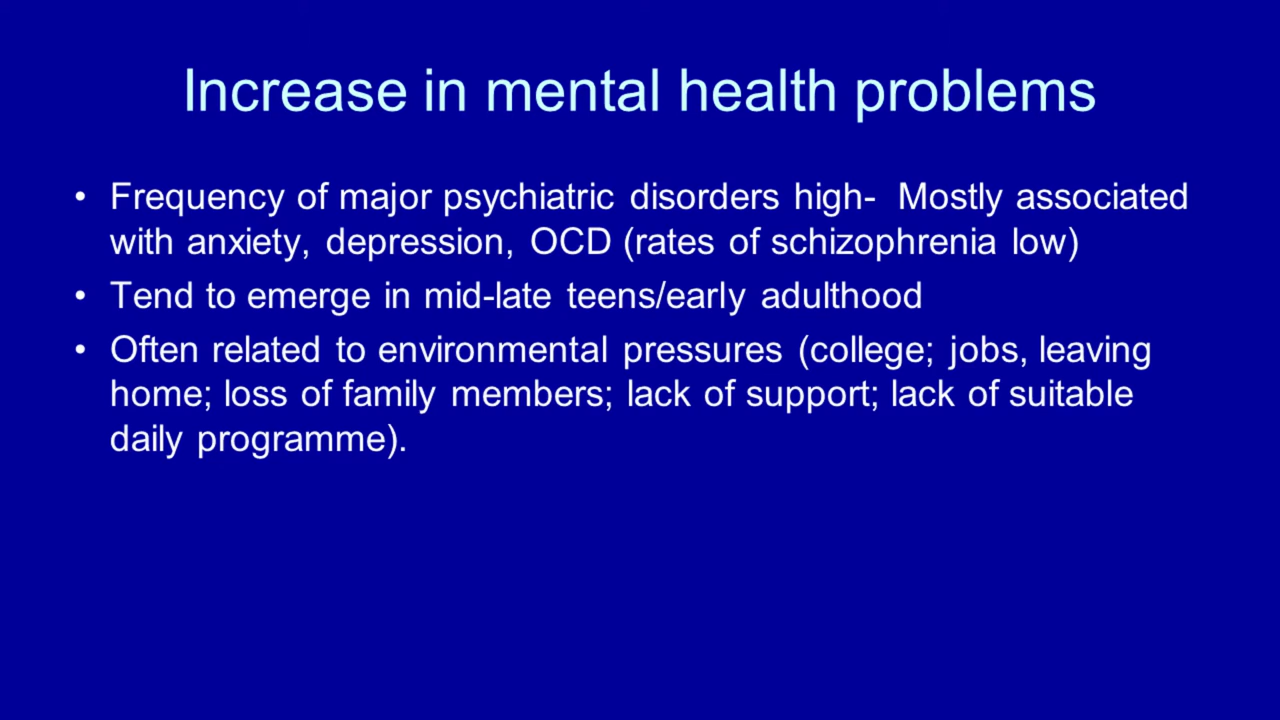 Increase in mental health problems
• Frequency of major psychiatric disorders high- Mostly associated
with anxiety, depression, OCD (rates of schizophrenia low)
• Tend to emerge in mid-late teens/early adulthood
• Often related to environmental pressures (college; jobs, leaving
home; loss of family members; lack of support; lack of suitable
daily programme).